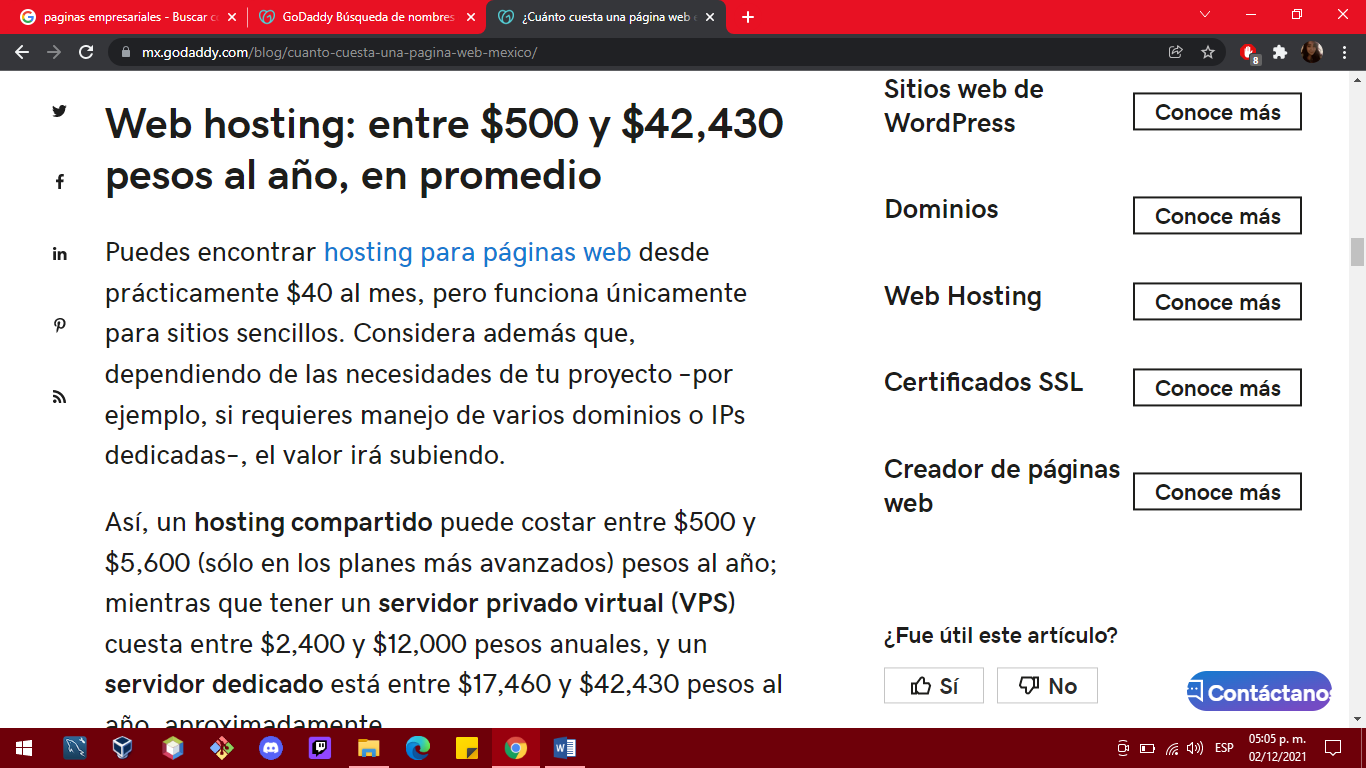 paginas empresariales - Buscar c
GoDaddy Búsqueda de nombres
¿Cuánto cuesta una página web e
mx.godaddy.com/blog/cuanto-cuesta-una-pagina-web-mexico/
8
Web hosting: entre $500 y $42,430
pesos al año, en promedio
Puedes encontrar hosting para páginas web desde
prácticamente $40 al mes, pero funciona únicamente
para sitios sencillos. Considera además que,
dependiendo de las necesidades de tu proyecto –por
ejemplo, si requieres manejo de varios dominios o IPs
dedicadas–, el valor irá subiendo.
Así, un hosting compartido puede costar entre $500 y
$5,600 (sólo en los planes más avanzados) pesos al año;
mientras que tener un servidor privado virtual (VPS)
cuesta entre $2,400 y $12,000 pesos anuales, y un
servidor dedicado está entre $17,460 y $42,430 pesos al
año, aproximadamente
Sitios web de
WordPress
Conoce más
Dominios
Conoce más
Web Hosting
Conoce más
Certificados SSL
Conoce más
Creador de páginas
web
Conoce más
¿Fue útil este artículo?
Sí
No
Contáctanos
ESP
05:05 p. m.
02/12/2021